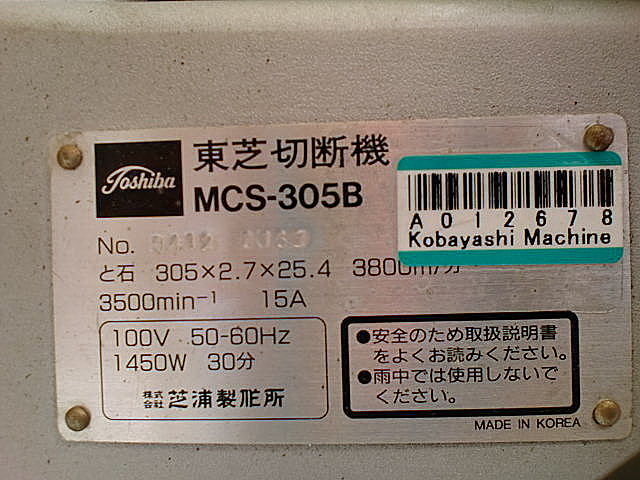 Toshiba
東芝切断機
MCS-305B
A012678
Kobayashi Machine
No.
と石 305×2.7×25.4 3800m/分
3500min⁻¹ 15A
100V 50-60Hz
1450W 30分
株式会社 芝浦製作所
●安全のため取扱説明書
をよくお読みください。
●雨中では使用しないで
ください。
MADE IN KOREA